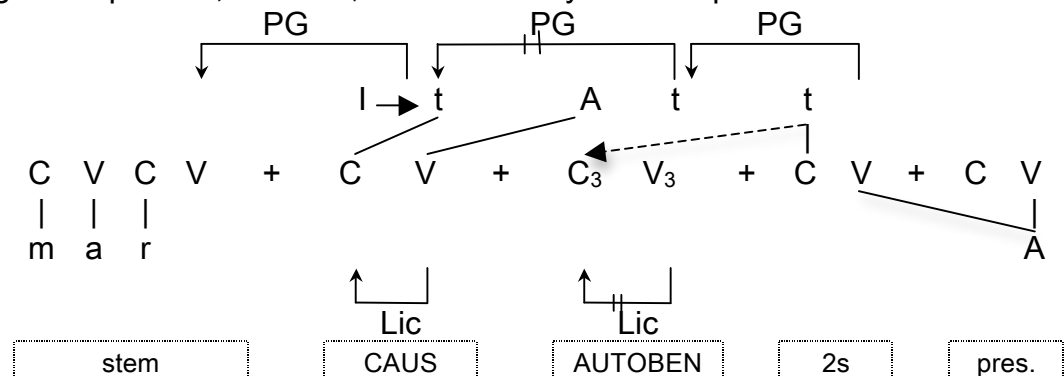 PG PG PG
I t A t t
C V C V + C V + C₃ V₃ + C V + C V
m a r A
Lic Lic
stem CAUS AUTOBEN 2s pres.